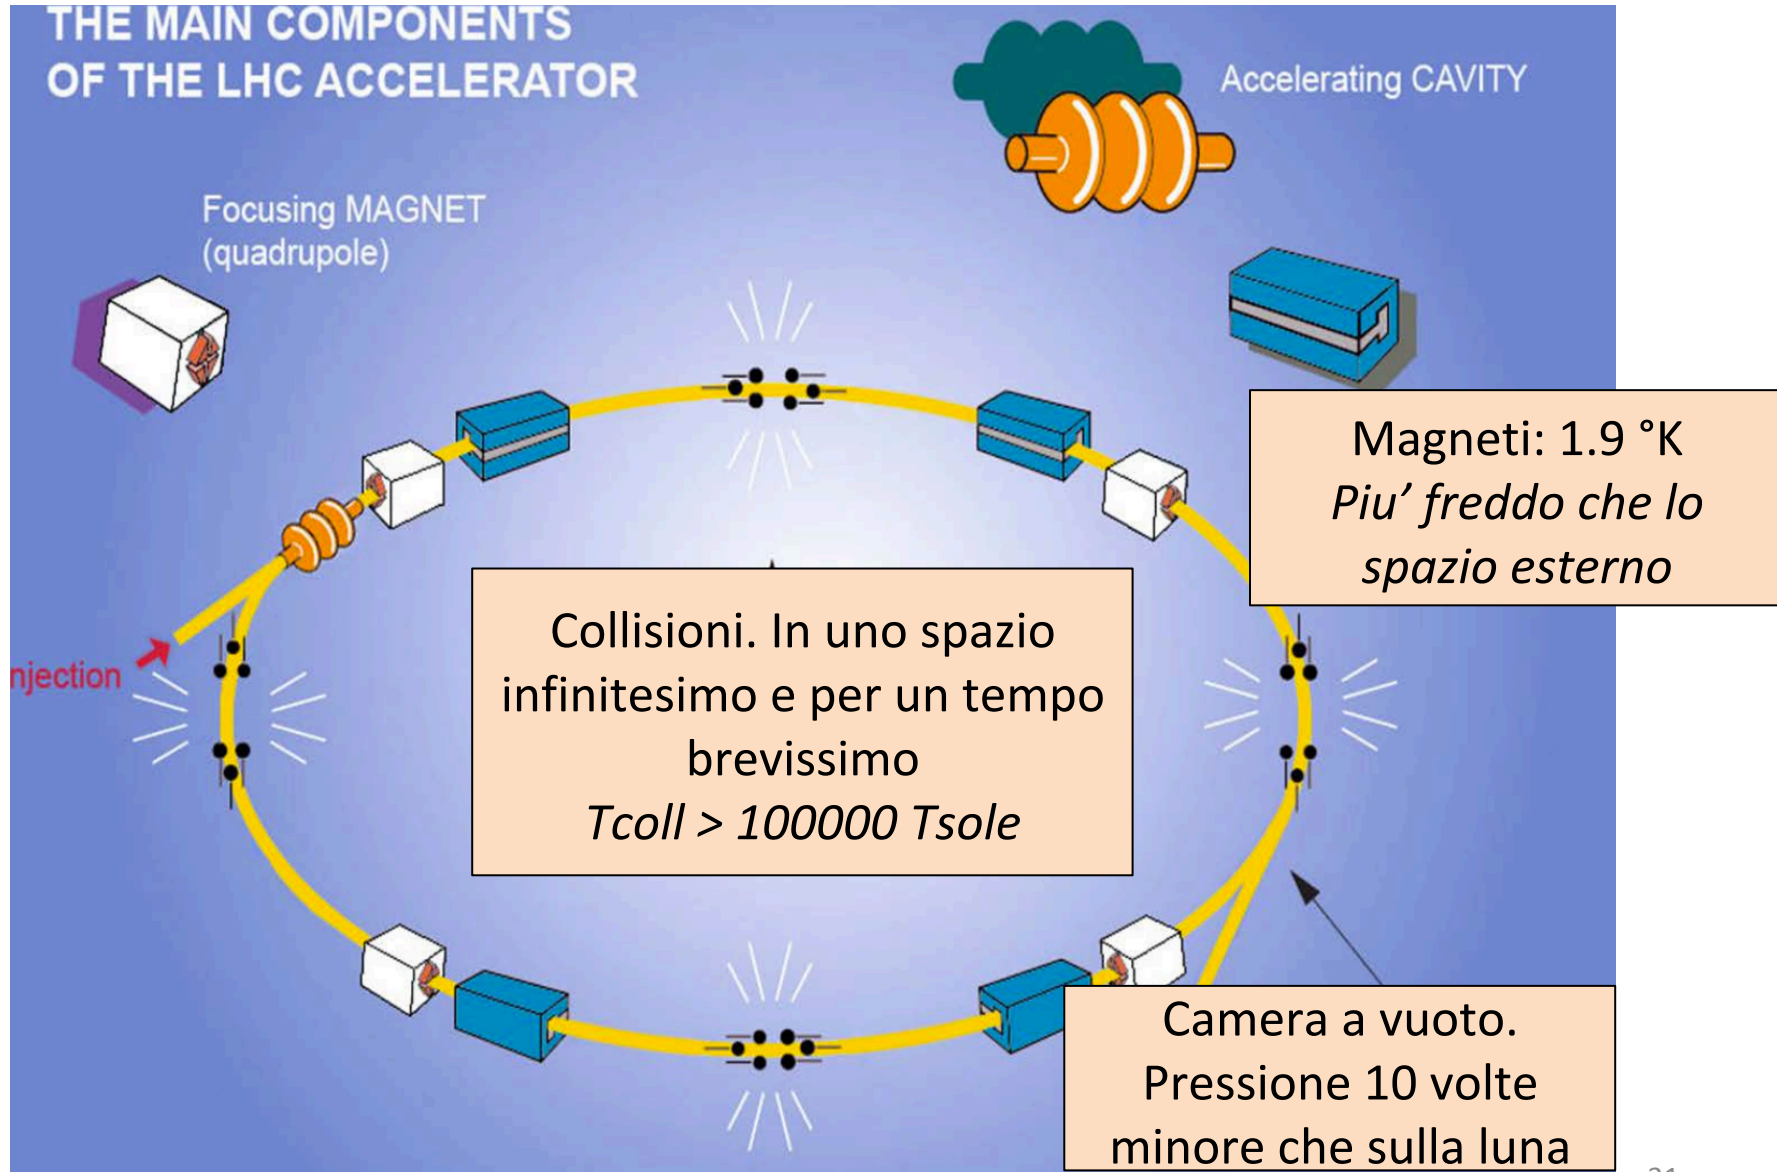 THE MAIN COMPONENTS
OF THE LHC ACCELERATOR
Accelerating CAVITY
Focusing MAGNET
(quadrupole)
Magneti: 1.9 °K
Piu’ freddo che lo
spazio esterno
Collisioni. In uno spazio
infinitesimo e per un tempo
brevissimo
Tcoll > 100000 Tsole
njection
Camera a vuoto.
Pressione 10 volte
minore che sulla luna